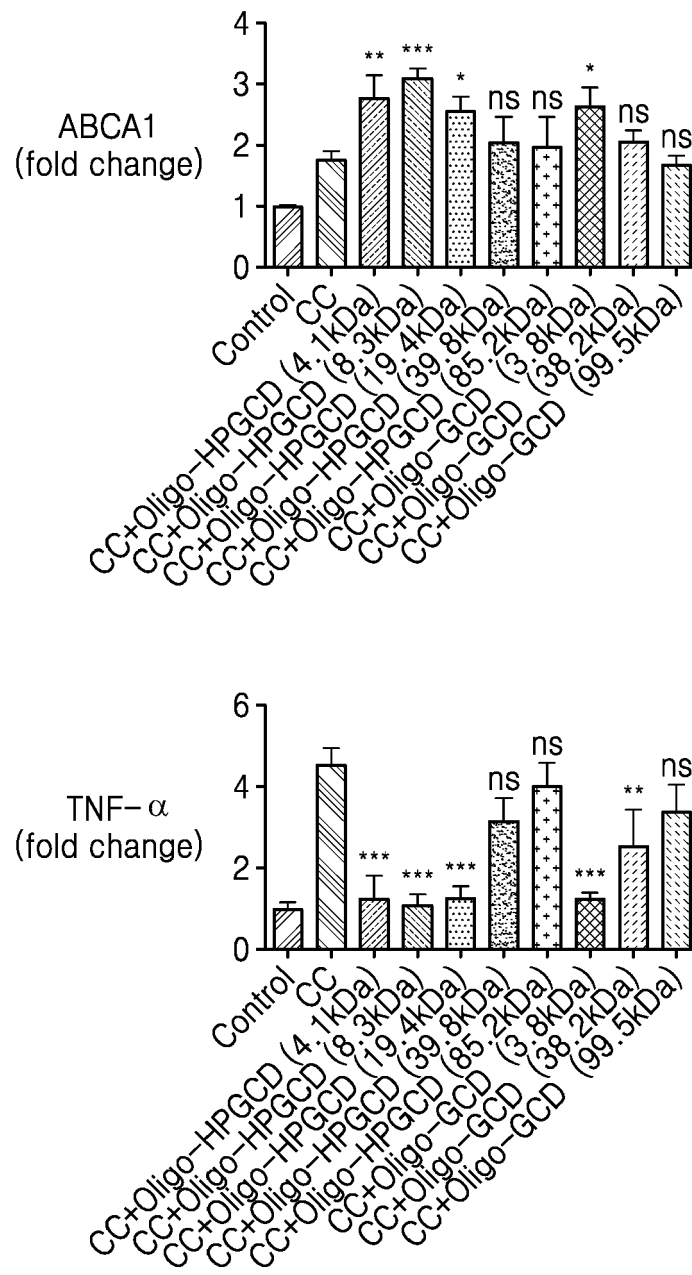 4
3
2
1
0
ABCA1
(fold change)
**
***
*
ns
ns
*
ns
ns
Control
CC
CC+Oligo-HPGCD (4.1kDa)
CC+Oligo-HPGCD (8.3kDa)
CC+Oligo-HPGCD (19.4kDa)
CC+Oligo-HPGCD (39.8kDa)
CC+Oligo-HPGCD (85.2kDa)
CC+Oligo-GCD (3.8kDa)
CC+Oligo-GCD (38.2kDa)
CC+Oligo-GCD (99.5kDa)
6
4
2
0
TNF-α
(fold change)
***
***
***
ns
ns
***
**
ns
Control
CC
CC+Oligo-HPGCD (4.1kDa)
CC+Oligo-HPGCD (8.3kDa)
CC+Oligo-HPGCD (19.4kDa)
CC+Oligo-HPGCD (39.8kDa)
CC+Oligo-HPGCD (85.2kDa)
CC+Oligo-GCD (3.8kDa)
CC+Oligo-GCD (38.2kDa)
CC+Oligo-GCD (99.5kDa)